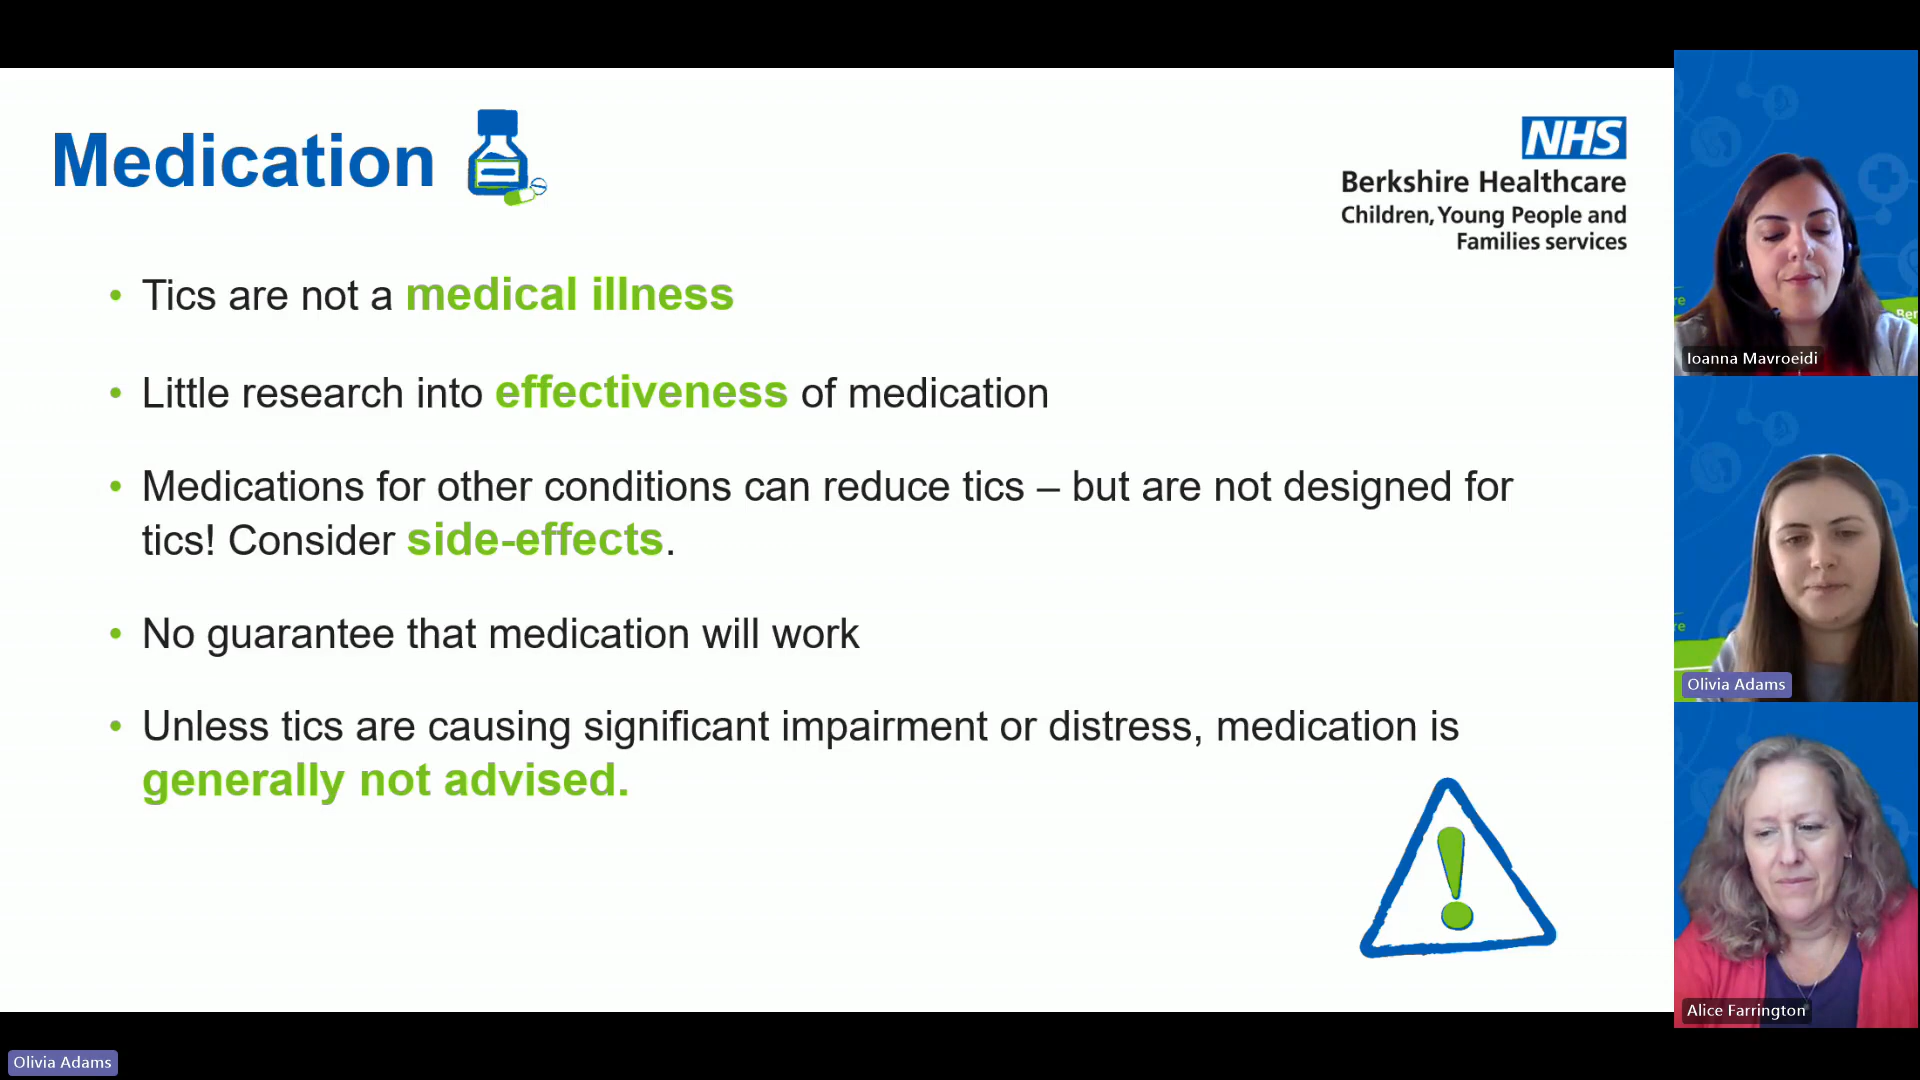 Medication
NHS
Berkshire Healthcare
Children, Young People and
Families services
• Tics are not a medical illness
• Little research into effectiveness of medication
• Medications for other conditions can reduce tics – but are not designed for
tics! Consider side-effects.
• No guarantee that medication will work
• Unless tics are causing significant impairment or distress, medication is
generally not advised.
re
Ber
Ioanna Mavroeidi
re
Olivia Adams
Alice Farrington
Olivia Adams